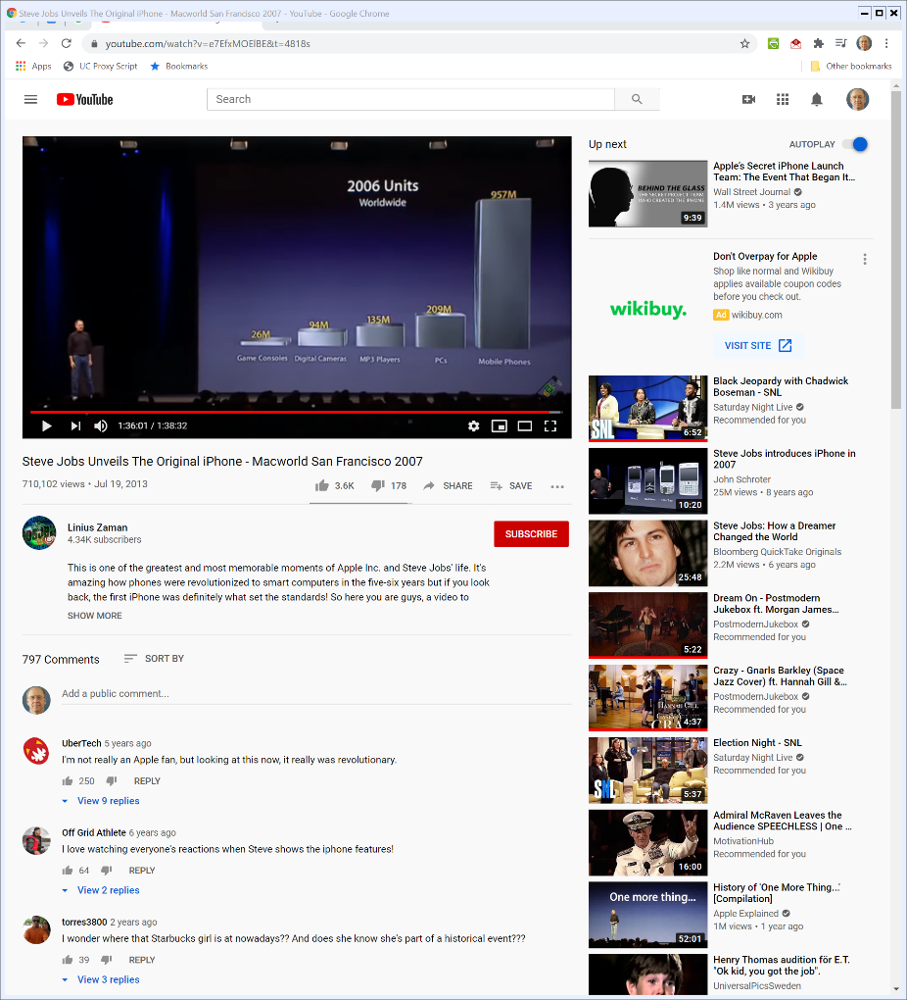 Steve Jobs Unveils The Original iPhone - Macworld San Francisco 2007 - YouTube - Google Chrome
youtube.com/watch?v=e7EfxMOElBE&t=4818s
Apps
UC Proxy Script
Bookmarks
Other bookmarks
YouTube
Search
2006 Units
Worldwide
957M
209M
135M
94M
26M
Game Consoles
Digital Cameras
MP3 Players
PCs
Mobile Phones
1:36:01 / 1:38:32
Steve Jobs Unveils The Original iPhone - Macworld San Francisco 2007
710,102 views • Jul 19, 2013
3.6K
178
SHARE
SAVE
Linius Zaman
4.34K subscribers
SUBSCRIBE
This is one of the greatest and most memorable moments of Apple Inc. and Steve Jobs' life. It's
amazing how phones were revolutionized to smart computers in the five-six years but if you look
back, the first iPhone was definitely what set the standards! So here you are guys, a video to
SHOW MORE
797 Comments
SORT BY
Add a public comment...
UberTech 5 years ago
I'm not really an Apple fan, but looking at this now, it really was revolutionary.
250
REPLY
View 9 replies
Off Grid Athlete 6 years ago
I love watching everyone's reactions when Steve shows the iphone features!
64
REPLY
View 2 replies
torres3800 2 years ago
I wonder where that Starbucks girl is at nowadays?? And does she know she's part of a historical event???
39
REPLY
View 3 replies
Up next
AUTOPLAY
BEHIND THE GLASS
THE SECRET PROJECT TEAM
WHO CREATED THE IPHONE
9:39
Apple's Secret iPhone Launch
Team: The Event That Began It...
Wall Street Journal
1.4M views • 3 years ago
wikibuy.
Don't Overpay for Apple
Shop like normal and Wikibuy
applies available coupon codes
before you check out.
Ad wikibuy.com
VISIT SITE
SNL
6:52
Black Jeopardy with Chadwick
Boseman - SNL
Saturday Night Live
Recommended for you
10:20
Steve Jobs introduces iPhone in
2007
John Schroter
25M views • 8 years ago
25:48
Steve Jobs: How a Dreamer
Changed the World
Bloomberg QuickTake Originals
2.2M views • 6 years ago
5:22
Dream On - Postmodern
Jukebox ft. Morgan James...
PostmodernJukebox
Recommended for you
HANNAH GILL
CRA
4:37
Crazy - Gnarls Barkley (Space
Jazz Cover) ft. Hannah Gill &...
PostmodernJukebox
Recommended for you
SNL
5:37
Election Night - SNL
Saturday Night Live
Recommended for you
16:00
Admiral McRaven Leaves the
Audience SPEECHLESS | One ...
MotivationHub
Recommended for you
One more thing...
52:01
History of 'One More Thing...'
[Compilation]
Apple Explained
1M views • 1 year ago
Henry Thomas audition för E.T.
"Ok kid, you got the job".
UniversalPicsSweden